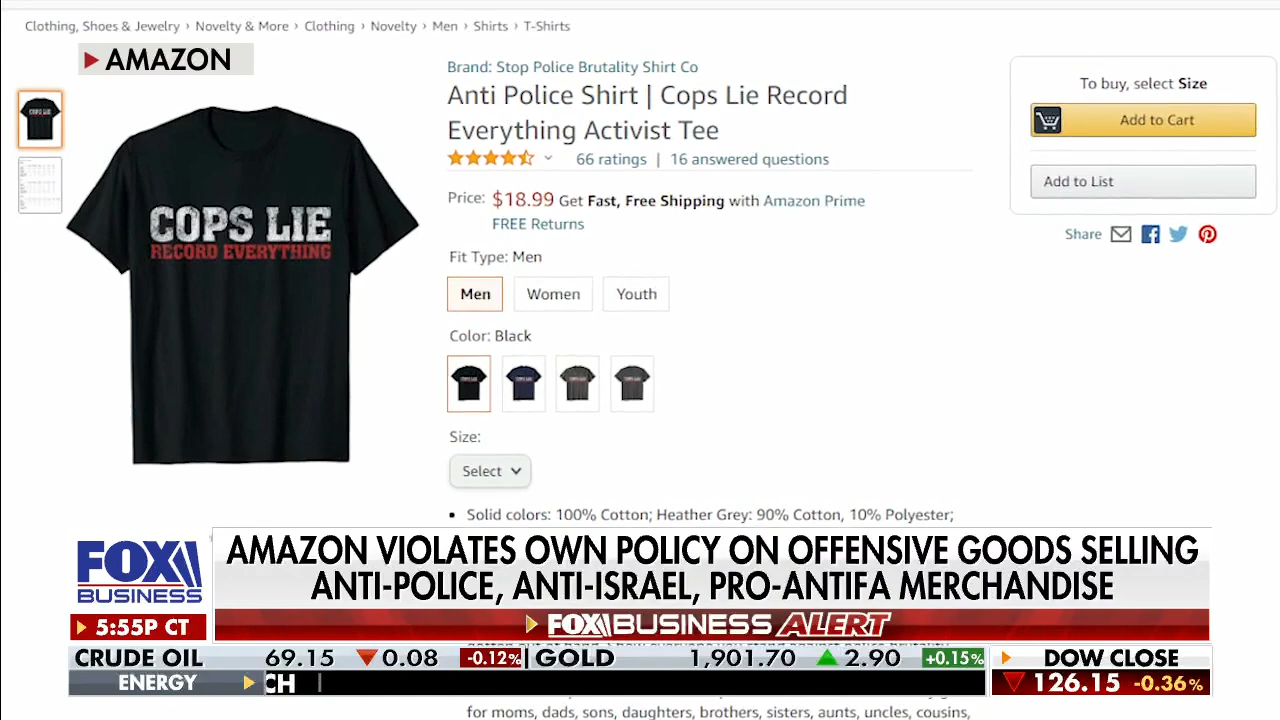 Clothing, Shoes & Jewelry › Novelty & More › Clothing › Novelty › Men › Shirts › T-Shirts
AMAZON
Brand: Stop Police Brutality Shirt Co
Anti Police Shirt | Cops Lie Record
Everything Activist Tee
66 ratings | 16 answered questions
Price: $18.99 Get Fast, Free Shipping with Amazon Prime
FREE Returns
Fit Type: Men
Men Women Youth
Color: Black
Size:
Select
• Solid colors: 100% Cotton; Heather Grey: 90% Cotton, 10% Polyester;
COPS LIE
RECORD EVERYTHING
To buy, select Size
Add to Cart
Add to List
Share
FOX
BUSINESS
5:55P CT
AMAZON VIOLATES OWN POLICY ON OFFENSIVE GOODS SELLING
ANTI-POLICE, ANTI-ISRAEL, PRO-ANTIFA MERCHANDISE
FOX BUSINESS ALERT
CRUDE OIL 69.15 0.08 -0.12% GOLD 1,901.70 2.90 +0.15%
ENERGY CH
DOW CLOSE
126.15 -0.36%
for moms, dads, sons, daughters, brothers, sisters, aunts, uncles, cousins,